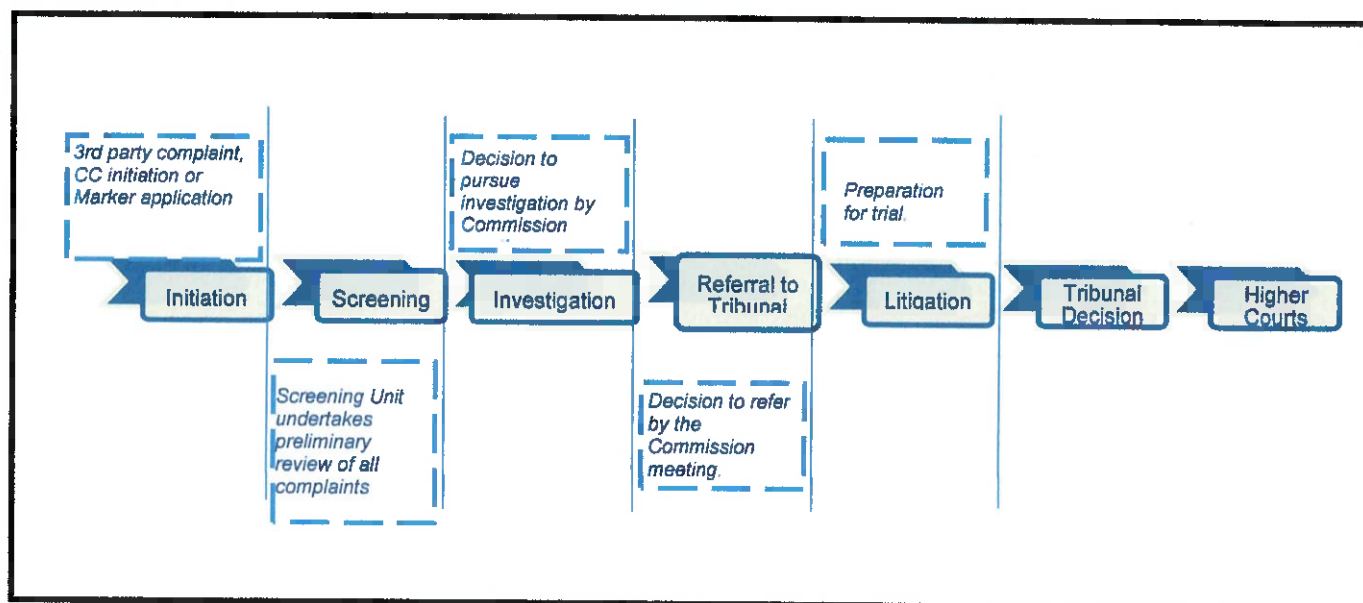 3rd party complaint,
CC initiation or
Marker application
Initiation
Screening Unit
undertakes
preliminary
review of all
complaints
Screening
Decision to
pursue
investigation by
Commission
Investigation
Referral to
Tribunal
Decision to refer
by the
Commission
meeting.
Preparation
for trial.
Litigation
Tribunal
Decision
Higher
Courts